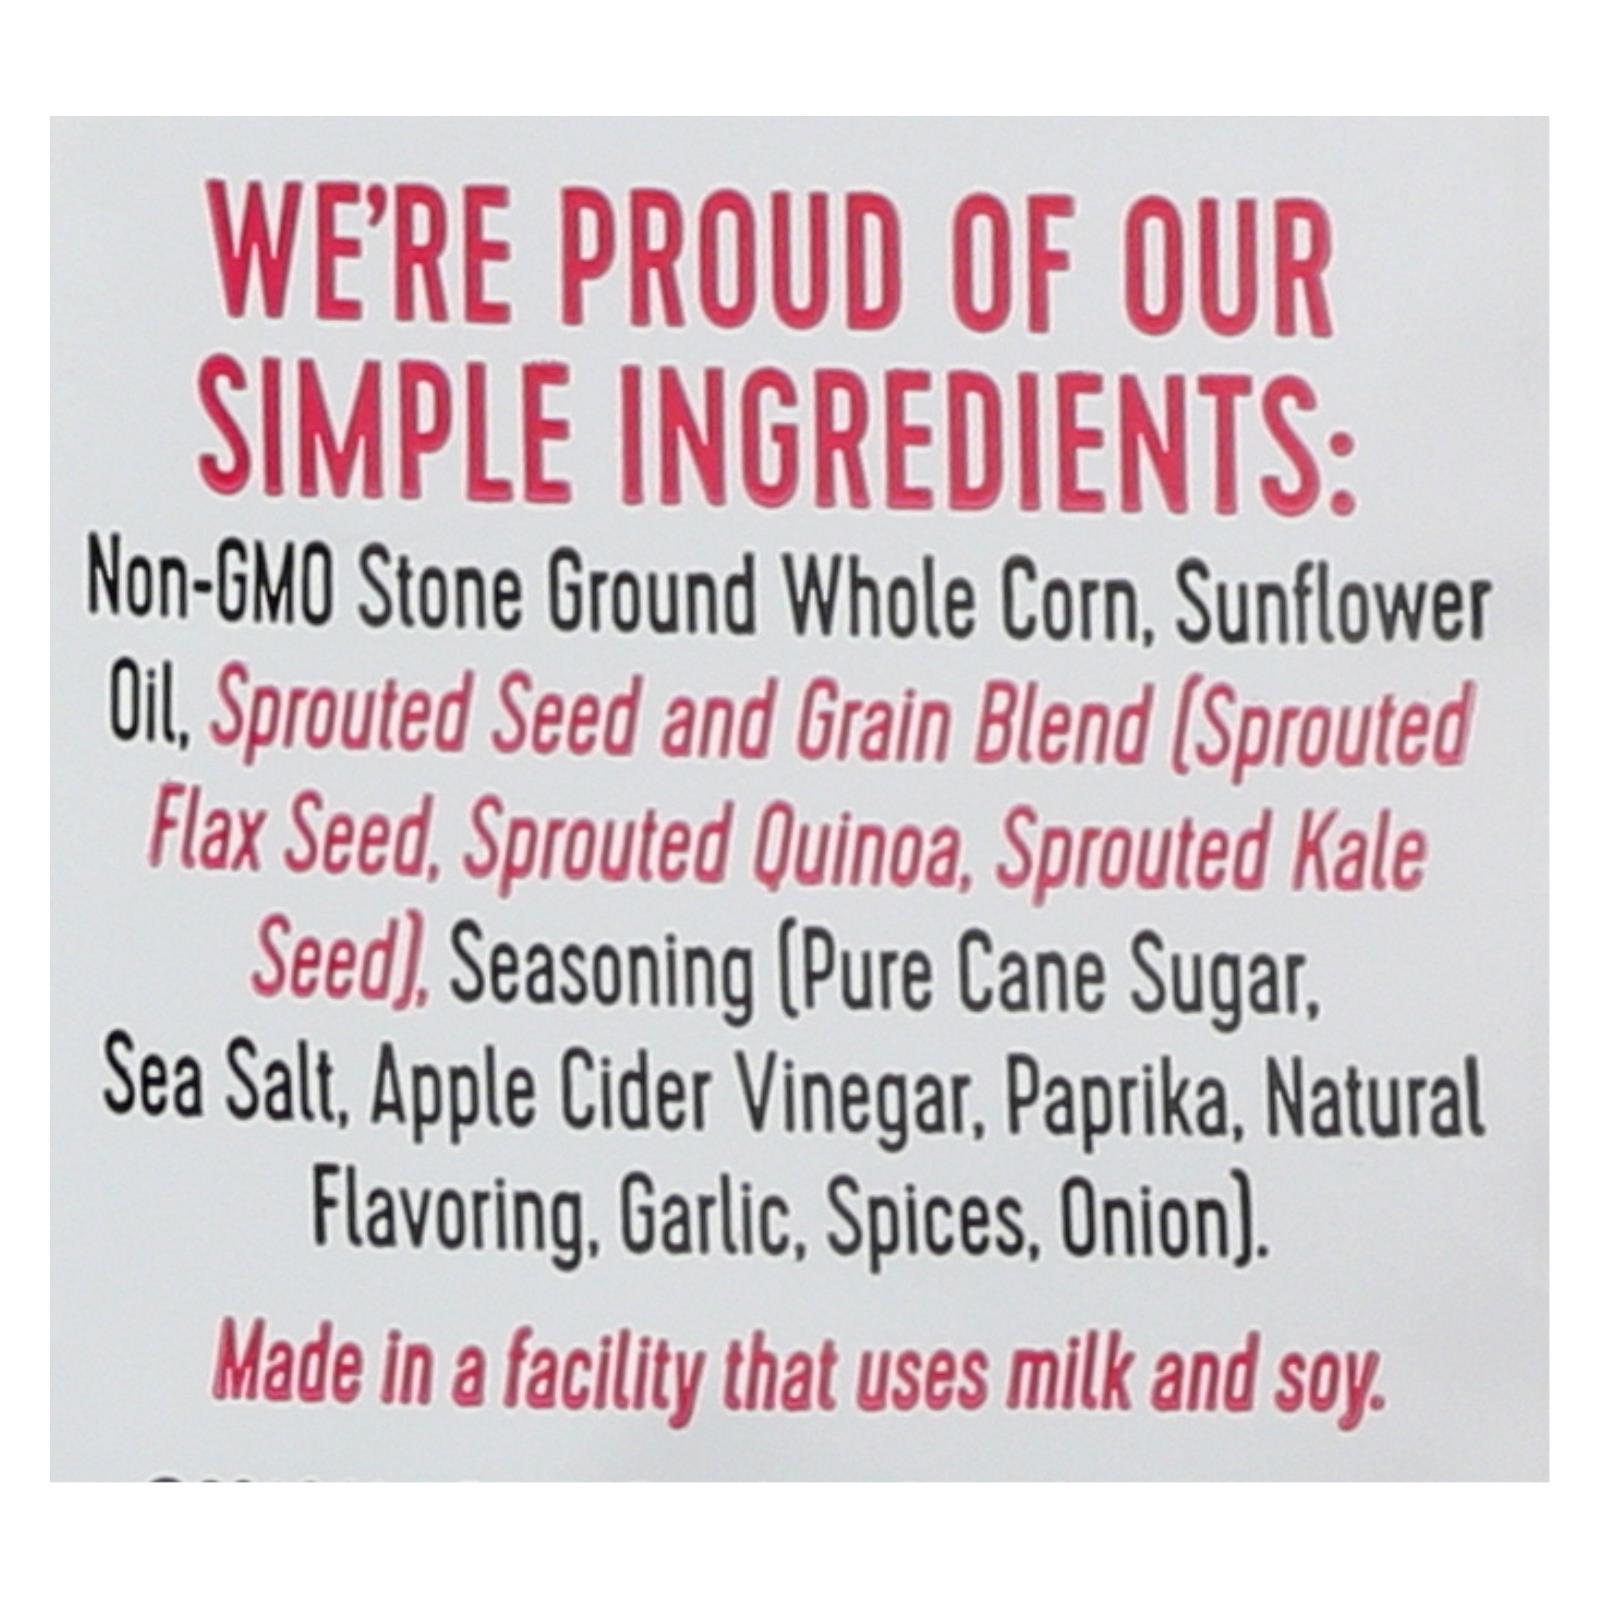 WE'RE PROUD OF OUR
SIMPLE INGREDIENTS:
Non-GMO Stone Ground Whole Corn, Sunflower
Oil, Sprouted Seed and Grain Blend (Sprouted
Flax Seed, Sprouted Quinoa, Sprouted Kale
Seed), Seasoning (Pure Cane Sugar,
Sea Salt, Apple Cider Vinegar, Paprika, Natural
Flavoring, Garlic, Spices, Onion).
Made in a facility that uses milk and soy.